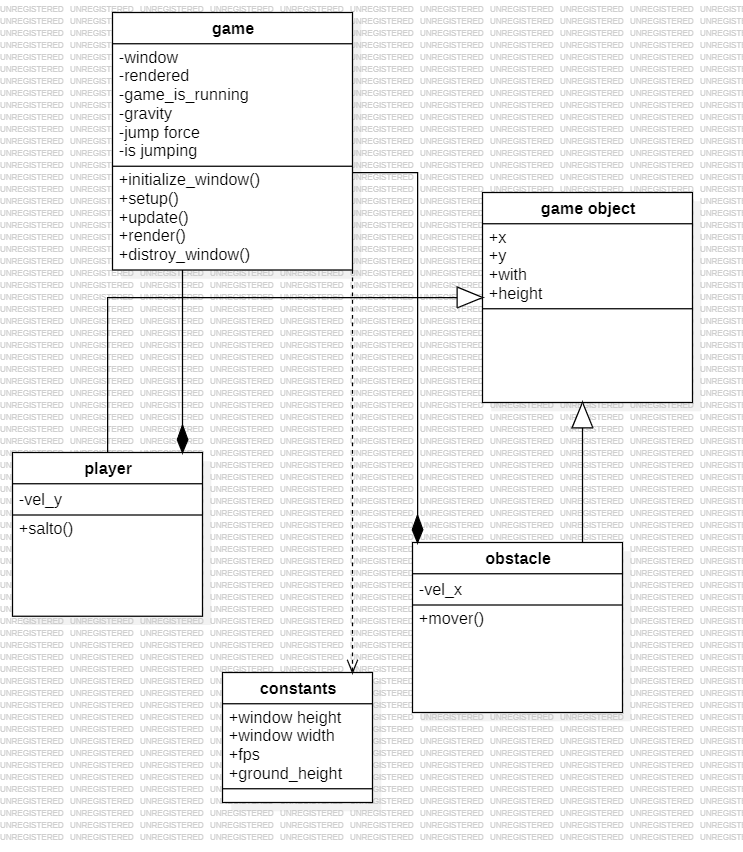 game
-window
-rendered
-game_is_running
-gravity
-jump force
-is jumping
+initialize_window()
+setup()
+update()
+render()
+distroy_window()
game object
+x
+y
+with
+height
player
-vel_y
+salto()
obstacle
-vel_x
+mover()
constants
+window height
+window width
+fps
+ground_height
UNREGISTERED